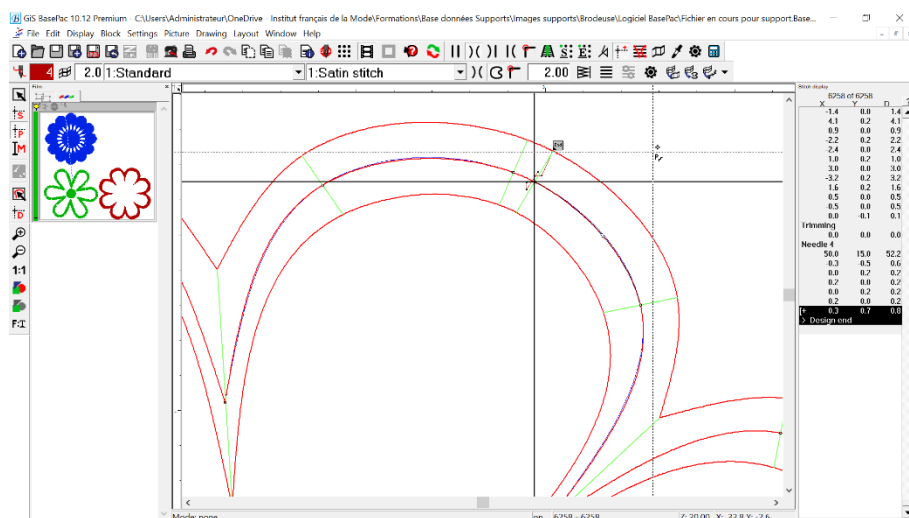 GiS BasePac 10.12 Premium - C:\Users\Administrateur\OneDrive - Institut français de la Mode\Formations\Base données Supports\Images supports\Brodeuse\Logiciel BasePac\Fichier en cours pour support.Base...
File Edit Display Block Settings Picture Drawing Layout Window Help
4 2.0 1:Standard 1:Satin stitch 2.00
Stitch display
6258 of 6258
X Y D
-1.4 0.0 1.4
4.1 0.2 4.1
0.9 0.0 0.9
-2.2 0.2 2.2
2.4 0.0 2.4
1.0 0.2 1.0
3.0 0.0 3.0
-3.2 0.2 3.2
1.6 0.2 1.6
0.5 0.0 0.5
0.5 0.0 0.5
0.0 -0.1 0.1
Trimming
0.0 0.0 0.0
Needle 4
50.0 15.0 52.2
0.3 -0.5 0.6
0.0 0.2 0.2
0.2 0.0 0.2
0.0 0.2 0.2
0.2 0.0 0.2
[+ 0.3 0.7 0.8
> Design end
1:1
F:I
Mode: none on 6258 - 6258 Z: 20.00 X: -32.8 Y: -2.6